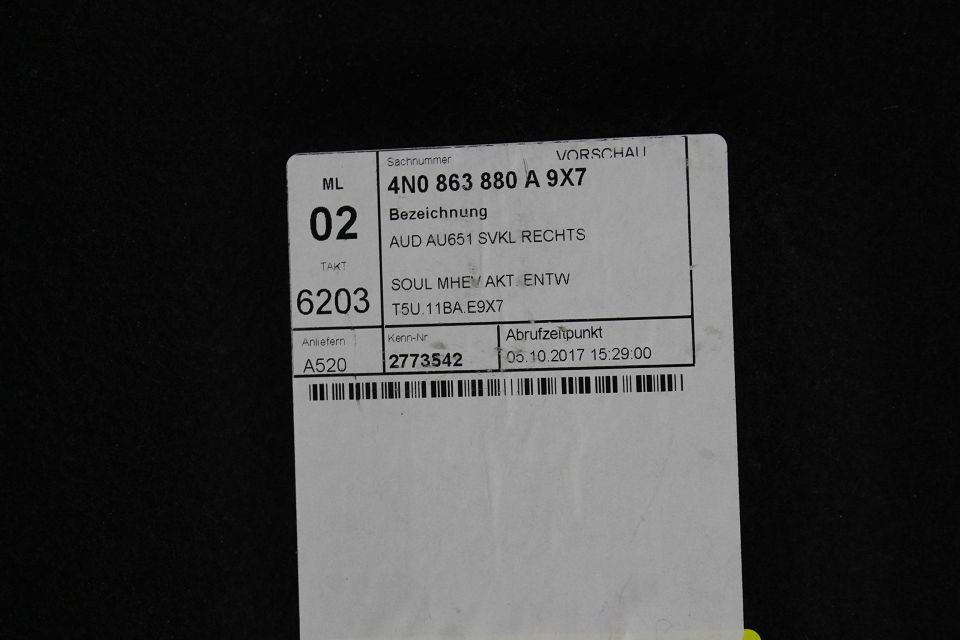 VORSCHAU
Sachnummer
4N0 863 880 A 9X7
Bezeichnung
AUD AU651 SVKL RECHTS
SOUL MHEV AKT. ENTW
T5U.11BA.E9X7
ML
02
TAKT
6203
Anliefern
A520
Kenn-Nr
2773542
Abrufzeitpunkt
05.10.2017 15:29:00